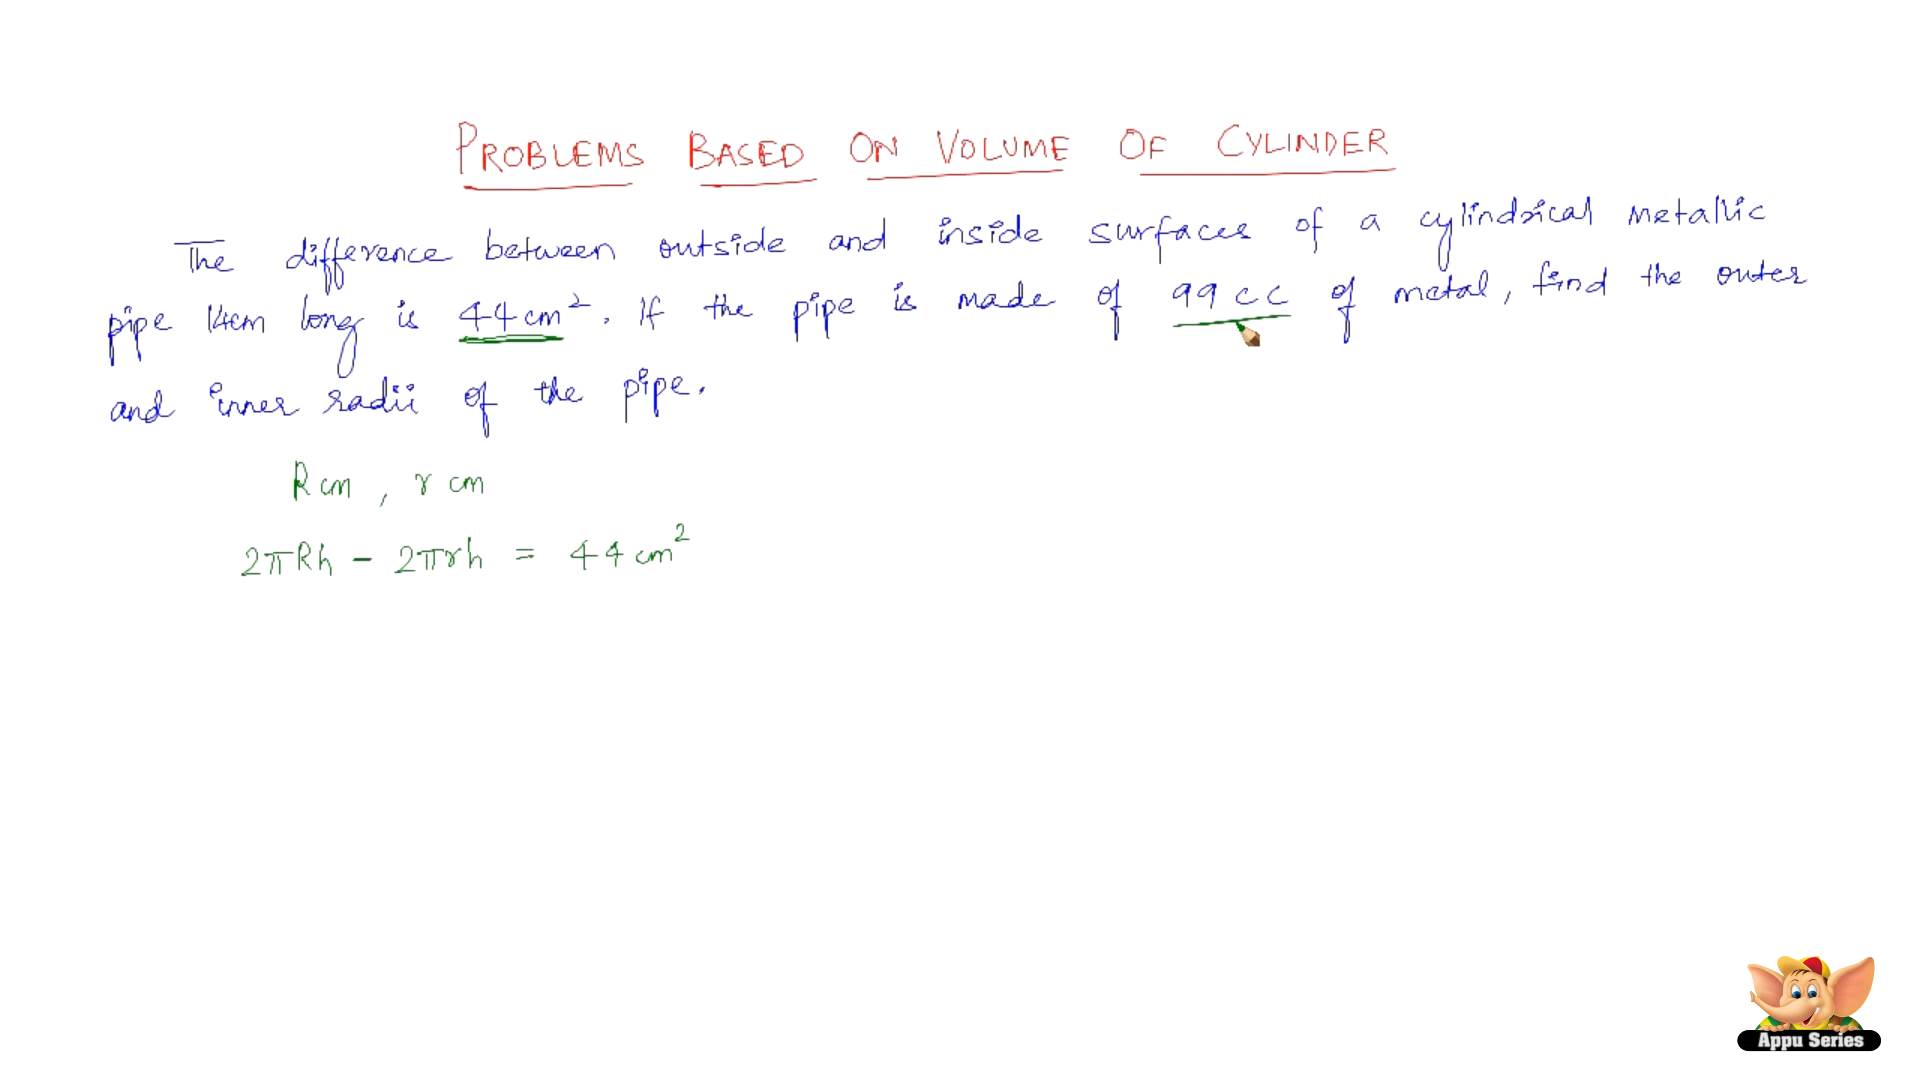 PROBLEMS BASED ON VOLUME OF CYLINDER
The difference between outside and inside surfaces of a cylindrical metallic
pipe 14cm long is 44cm². If the pipe is made of 99cc of metal, find the outer
and inner radii of the pipe.
R cm, r cm
2πRh - 2πrh = 44 cm²
Appu Series